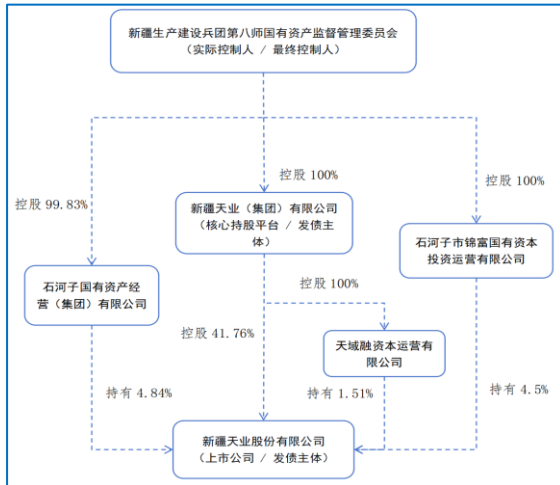 新疆生产建设兵团第八师国有资产监督管理委员会
（实际控制人 / 最终控制人）
控股 99.83%
控股 100%
控股 100%
新疆天业（集团）有限公司
（核心持股平台 / 发债主
体）
石河子市锦富国有资本
投资运营有限公司
石河子国有资产经
营（集团）有限公司
控股 100%
控股 41.76%
天域融资本运营有
限公司
持有 4.84%
持有 1.51%
持有 4.5%
新疆天业股份有限公司
（上市公司 / 发债主体）